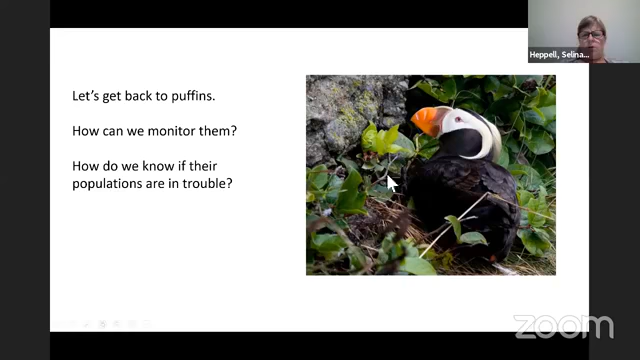 Heppell, Selina...
Let's get back to puffins.
How can we monitor them?
How do we know if their
populations are in trouble?
zoom